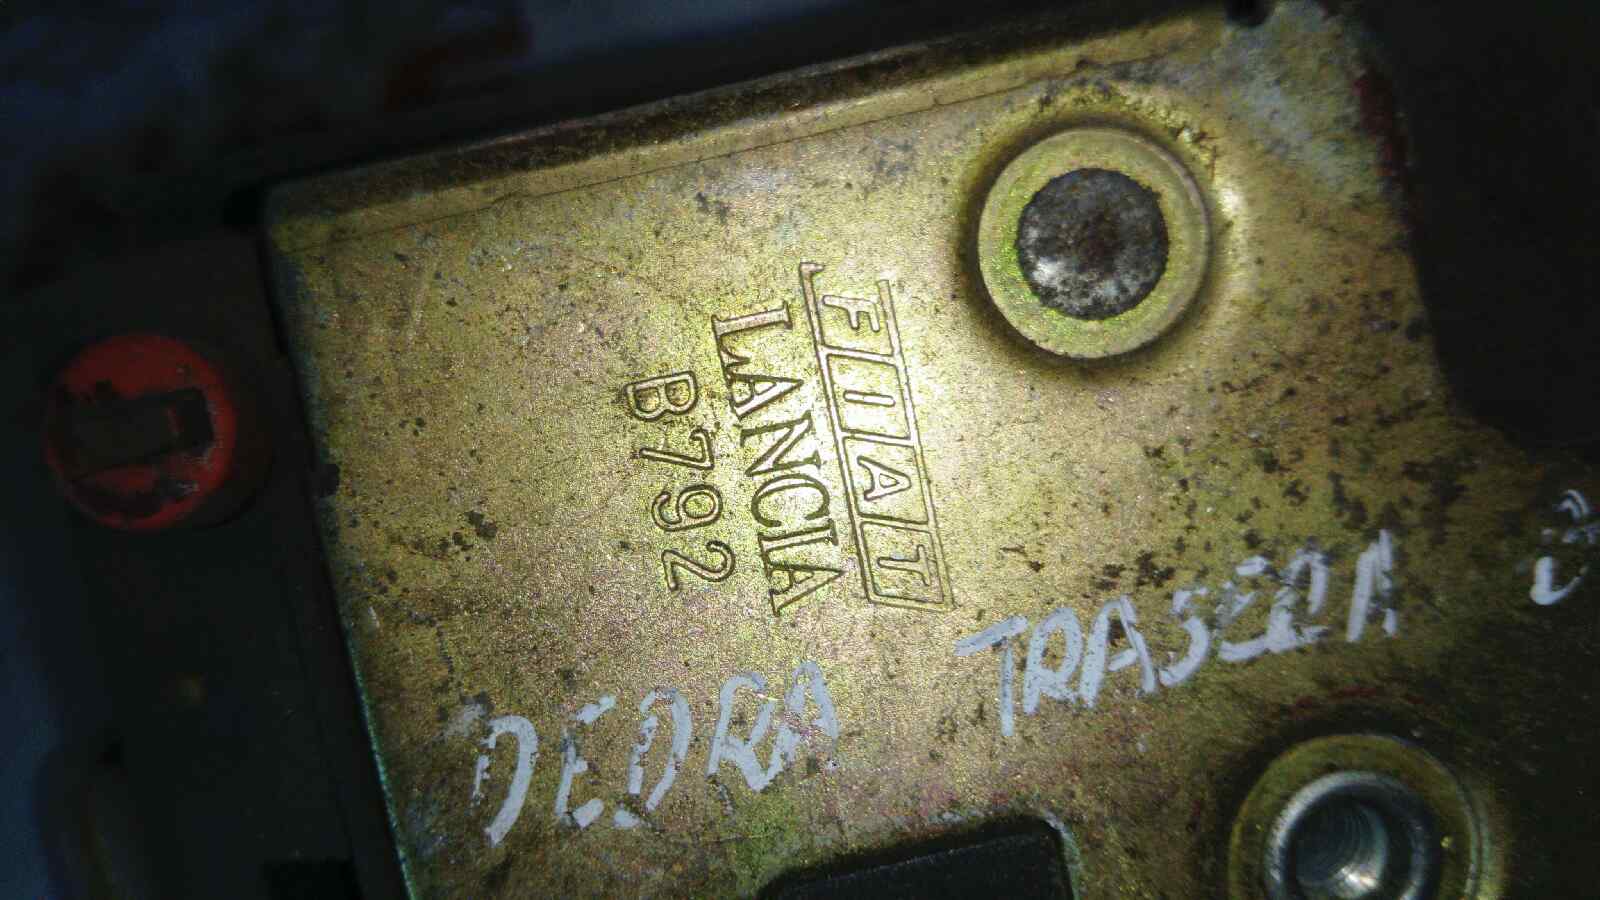 FIAT
LANCIA
B792
DEDRA TRASERA